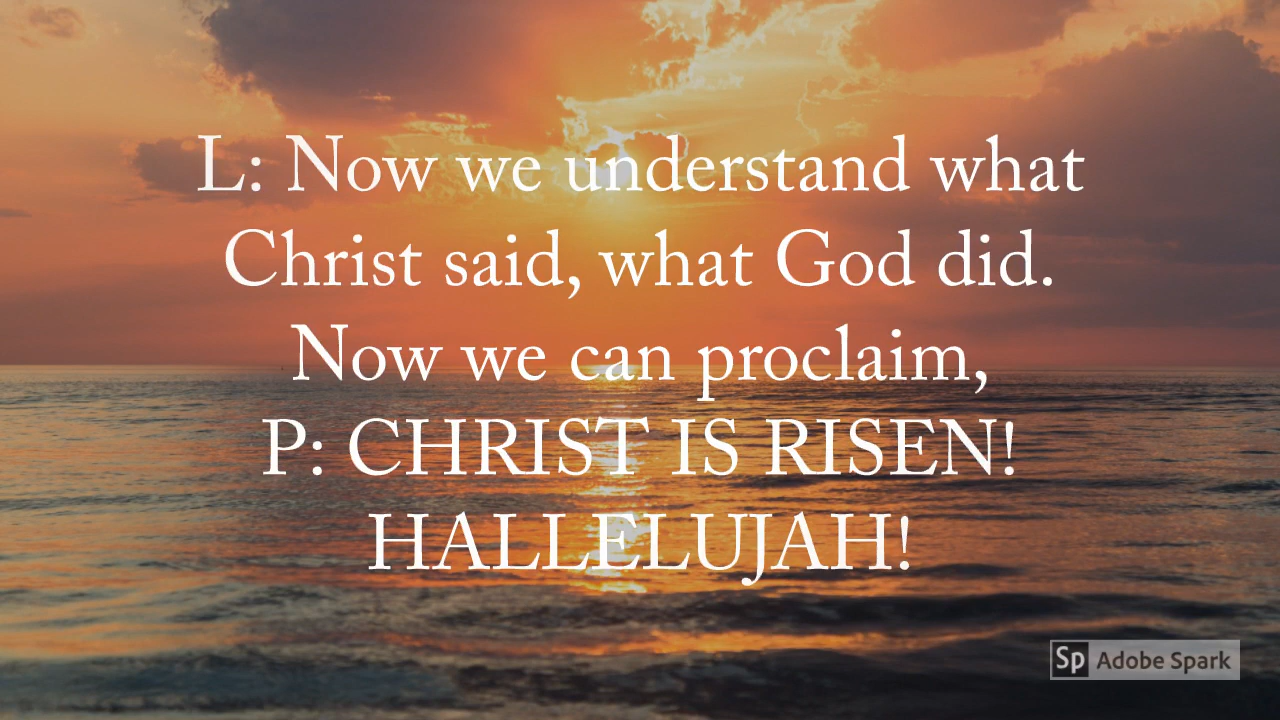 L: Now we understand what
Christ said, what God did.
Now we can proclaim,
P: CHRIST IS RISEN!
HALLELUJAH!
Sp Adobe Spark